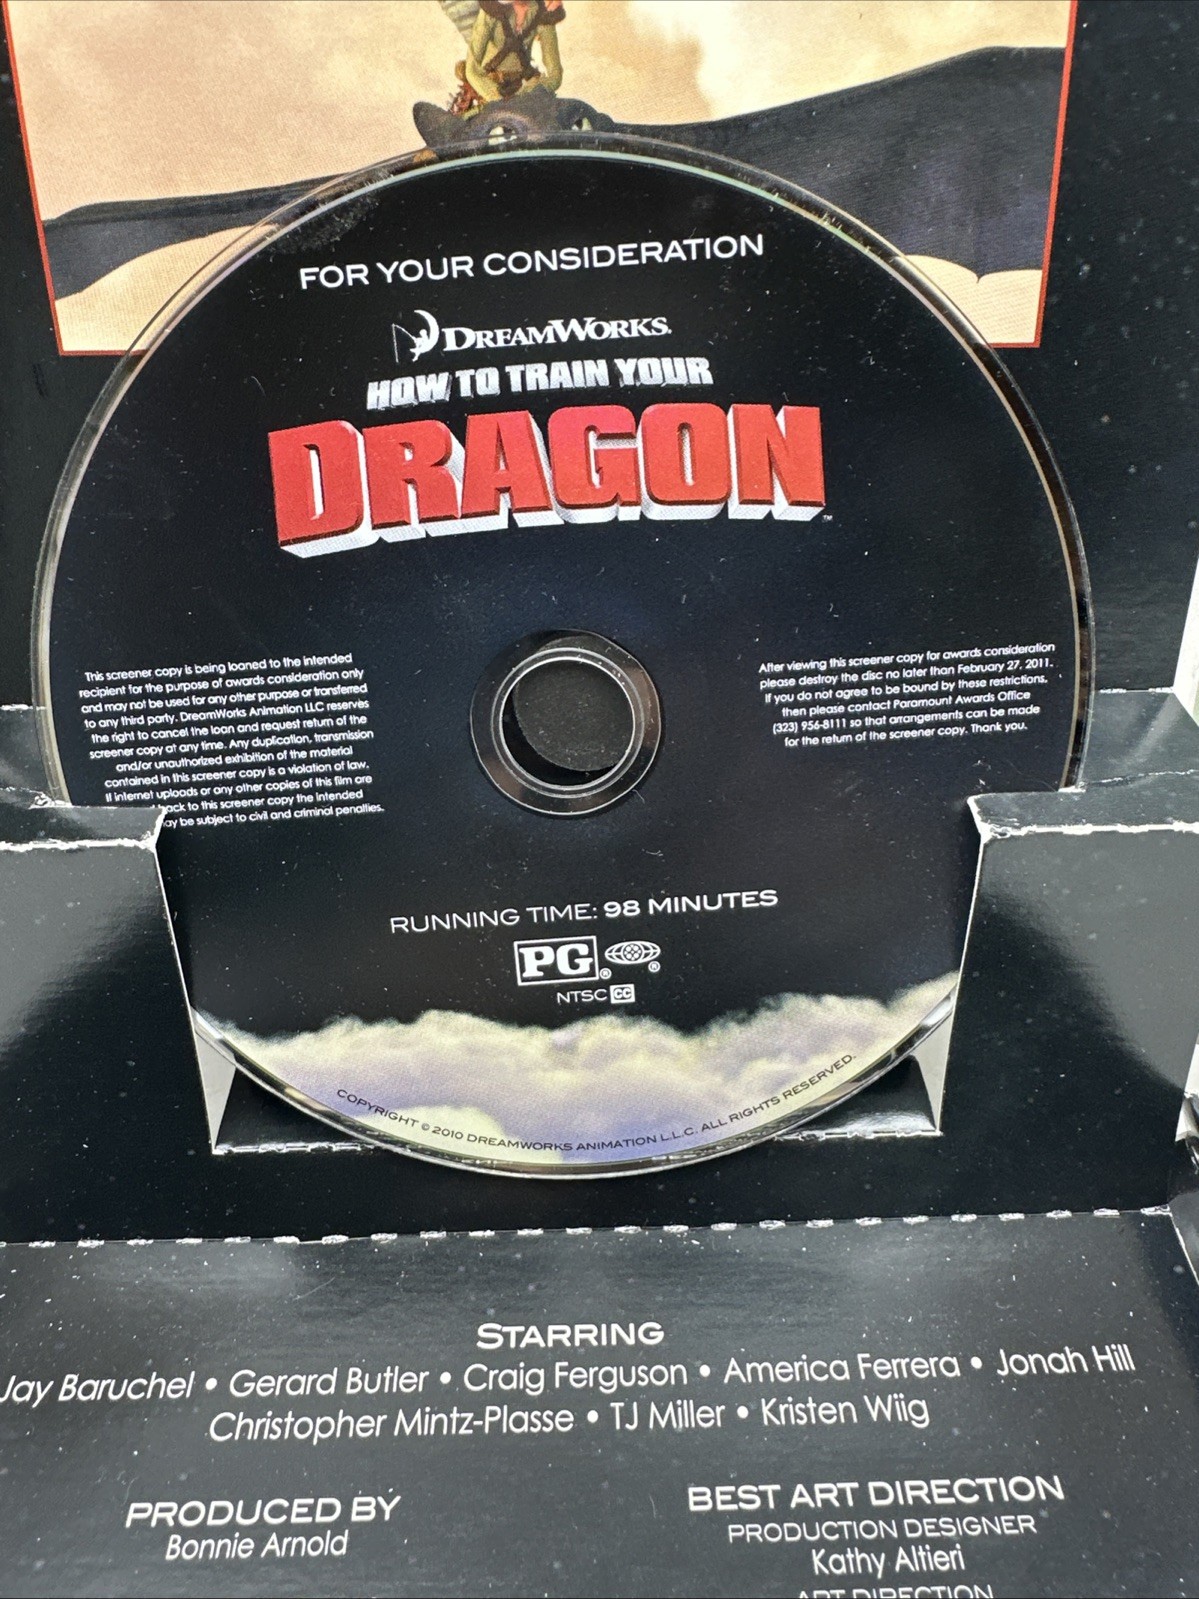 FOR YOUR CONSIDERATION
DREAMWORKS.
HOW TO TRAIN YOUR
DRAGON™
This screener copy is being loaned to the intended
recipient for the purpose of awards consideration only
and may not be used for any other purpose or transferred
to any third party. DreamWorks Animation LLC reserves
the right to cancel the loan and request return of the
screener copy at any time. Any duplication, transmission
and/or unauthorized exhibition of the material
contained in this screener copy is a violation of law.
If internet uploads or any other copies of this film are
back to this screener copy the intended
be subject to civil and criminal penalties.
After viewing this screener copy for awards consideration
please destroy the disc no later than February 27, 2011.
If you do not agree to be bound by these restrictions,
then please contact Paramount Awards Office
(323) 956-8111 so that arrangements can be made
for the return of the screener copy. Thank you.
RUNNING TIME: 98 MINUTES
PG ® ®
NTSC CC
COPYRIGHT © 2010 DREAMWORKS ANIMATION L.L.C. ALL RIGHTS RESERVED.
STARRING
Jay Baruchel • Gerard Butler • Craig Ferguson • America Ferrera • Jonah Hill
Christopher Mintz-Plasse • TJ Miller • Kristen Wiig
PRODUCED BY
Bonnie Arnold
BEST ART DIRECTION
PRODUCTION DESIGNER
Kathy Altieri
ART DIRECTION